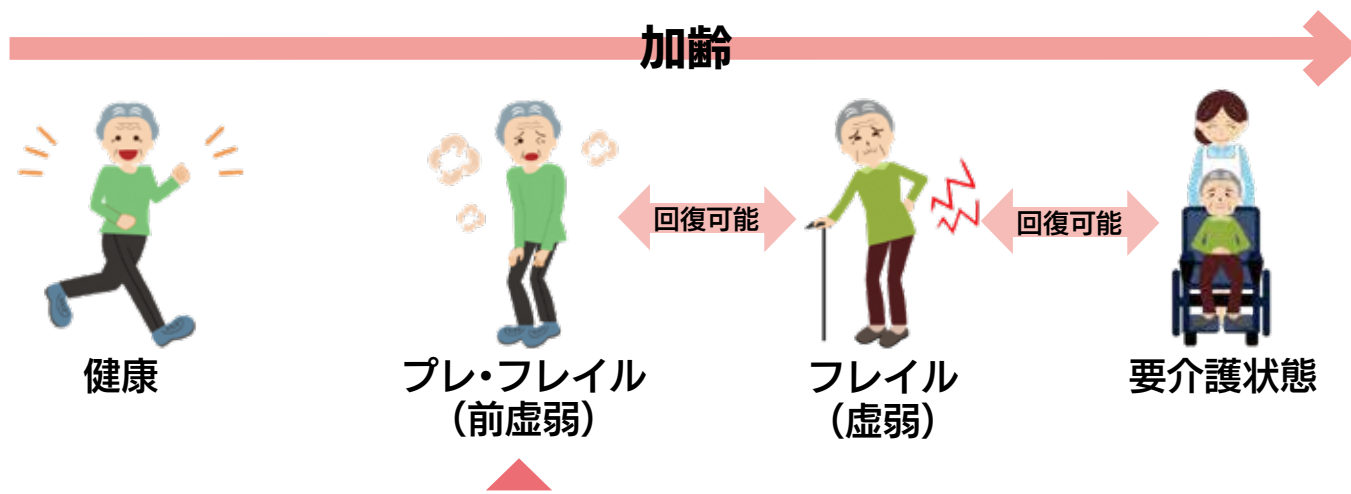 加齢
回復可能
回復可能
健康
プレ・フレイル
（前虚弱）
フレイル
（虚弱）
要介護状態